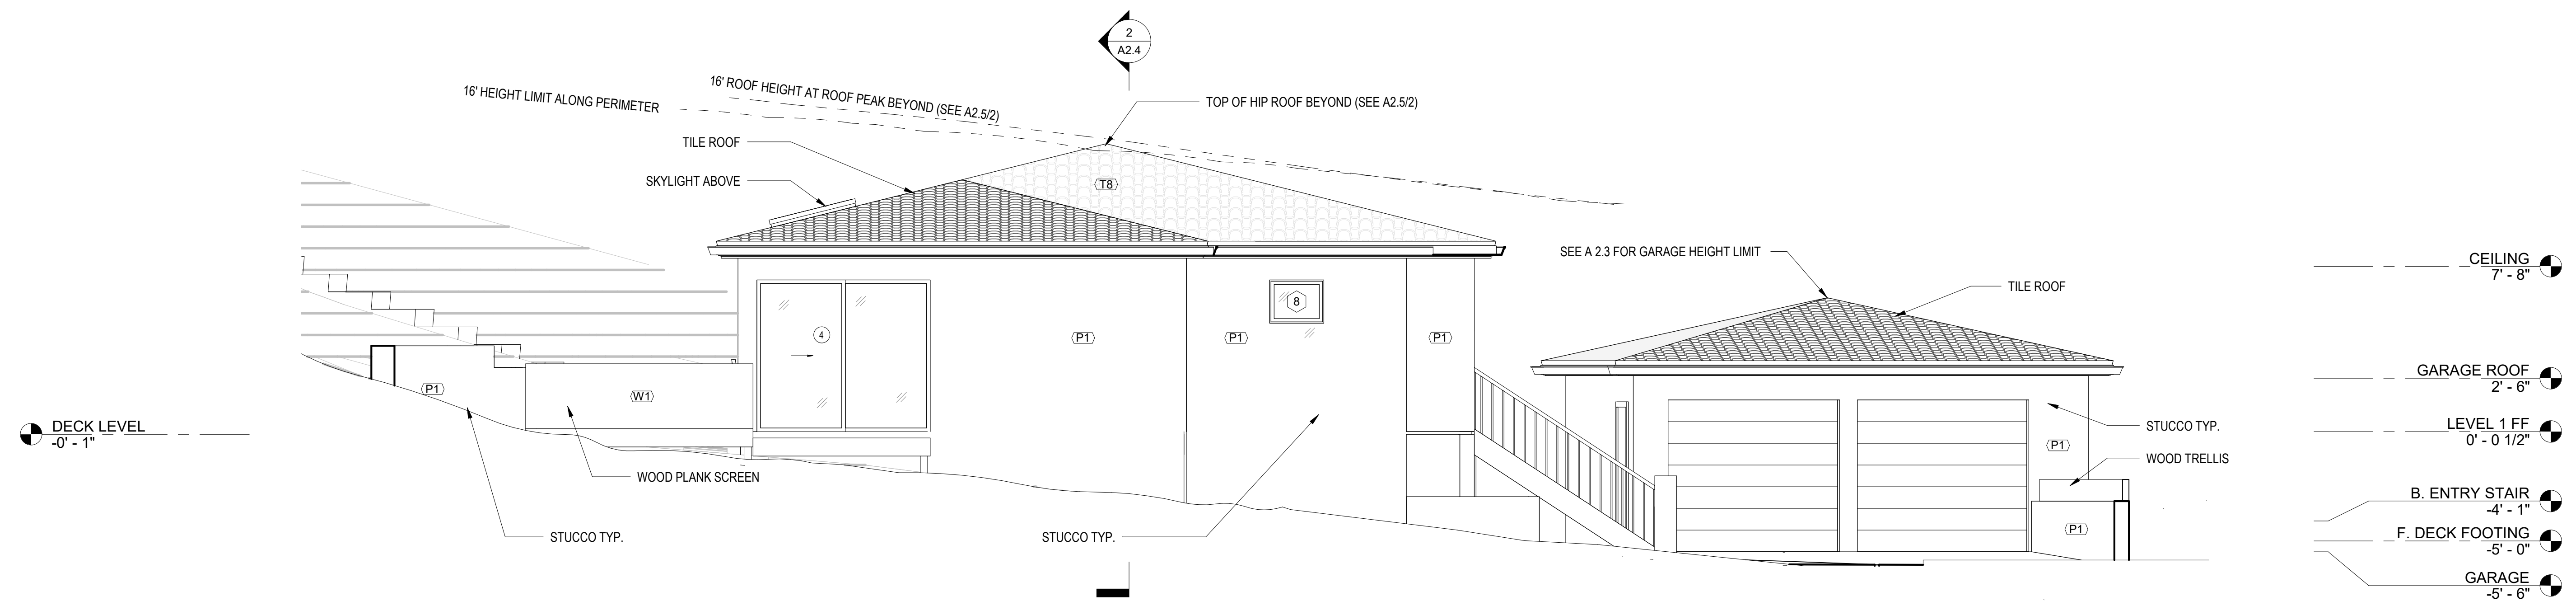 2
A2.4
16' ROOF HEIGHT AT ROOF PEAK BEYOND (SEE A2.5/2)
16' HEIGHT LIMIT ALONG PERIMETER
TOP OF HIP ROOF BEYOND (SEE A2.5/2)
TILE ROOF
SKYLIGHT ABOVE
T8
SEE A 2.3 FOR GARAGE HEIGHT LIMIT
CEILING
7' - 8"
TILE ROOF
8
4
P1
P1
P1
GARAGE ROOF
2' - 6"
P1
W1
DECK LEVEL
-0' - 1"
STUCCO TYP.
LEVEL 1 FF
0' - 0 1/2"
P1
WOOD TRELLIS
WOOD PLANK SCREEN
B. ENTRY STAIR
-4' - 1"
P1
STUCCO TYP.
STUCCO TYP.
F. DECK FOOTING
-5' - 0"
GARAGE
-5' - 6"